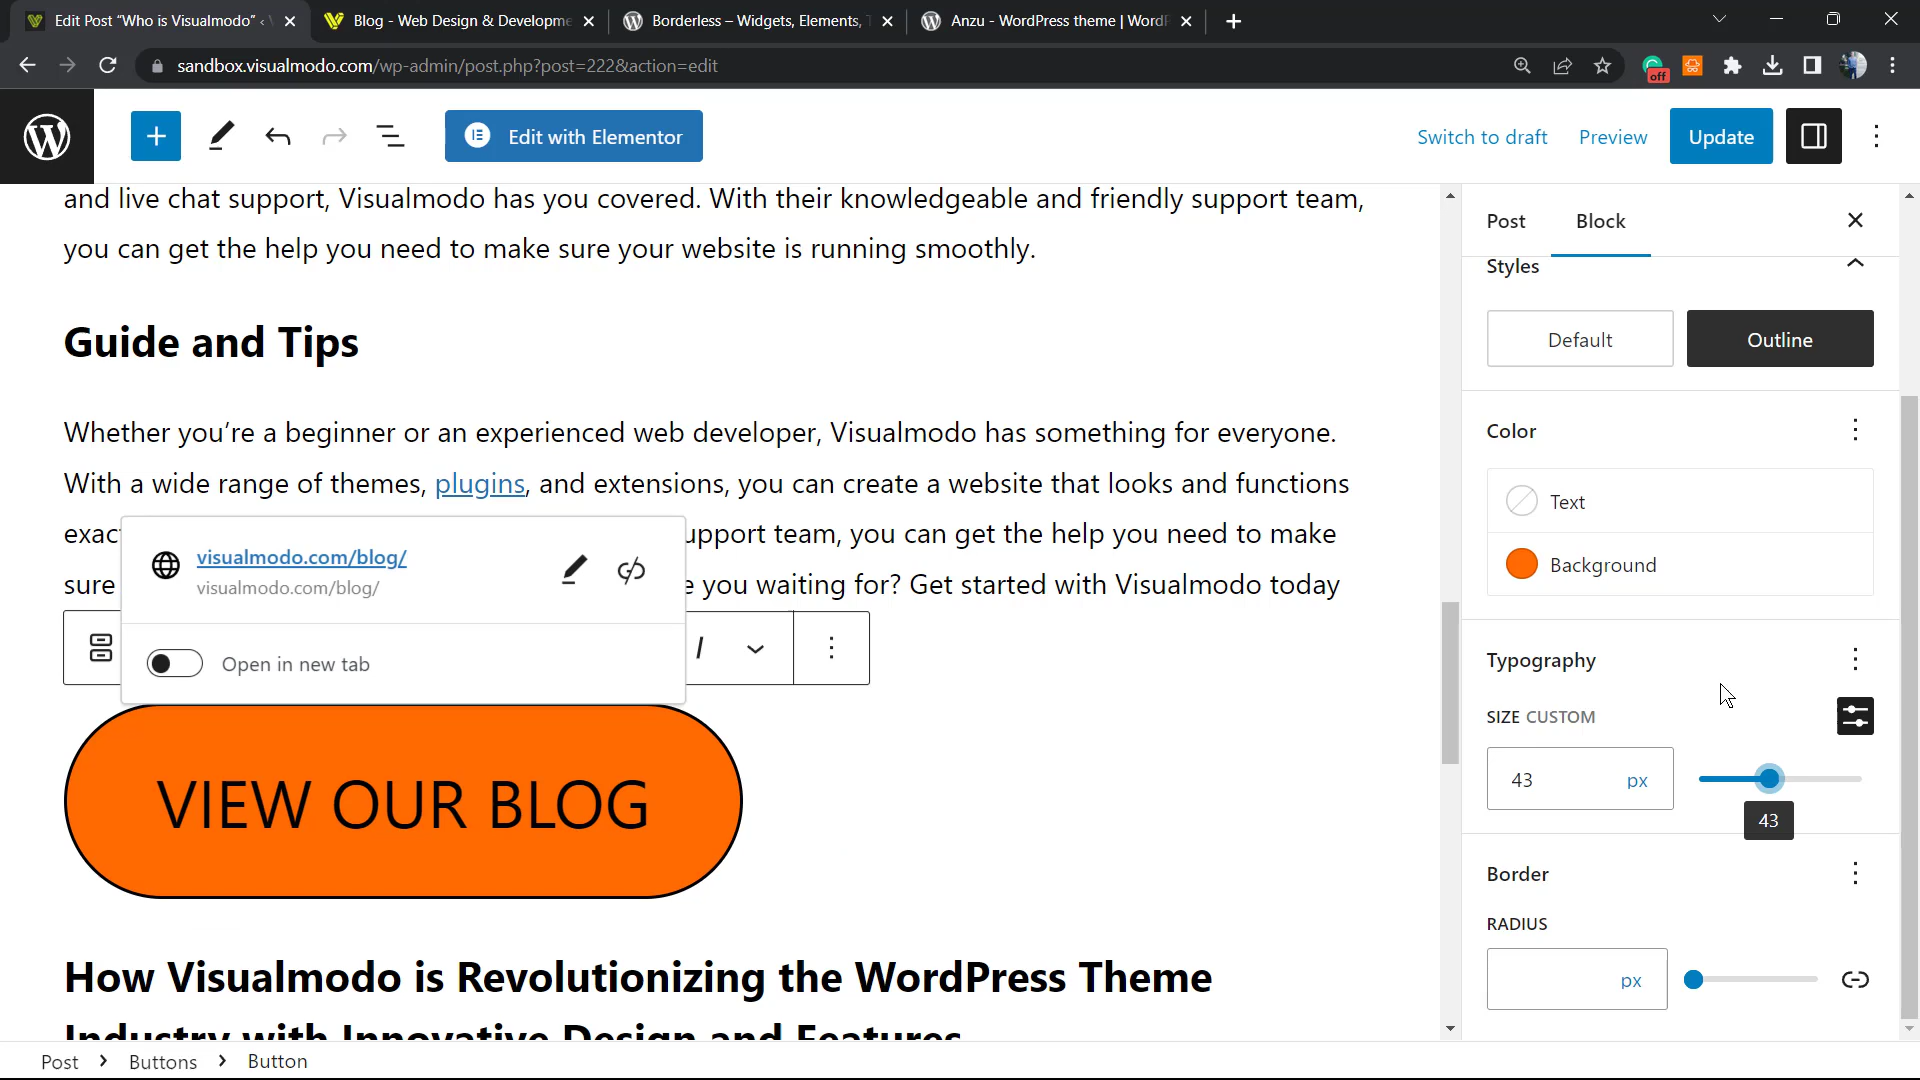 Edit Post “Who is Visualmodo” ‹
Blog - Web Design & Developme
Borderless – Widgets, Elements, T
Anzu - WordPress theme | WordP
sandbox.visualmodo.com/wp-admin/post.php?post=222&action=edit
off
Edit with Elementor
Switch to draft
Preview
Update
and live chat support, Visualmodo has you covered. With their knowledgeable and friendly support team,
you can get the help you need to make sure your website is running smoothly.
Guide and Tips
Whether you’re a beginner or an experienced web developer, Visualmodo has something for everyone.
With a wide range of themes, plugins, and extensions, you can create a website that looks and functions
exac
upport team, you can get the help you need to make
sure
e you waiting for? Get started with Visualmodo today
visualmodo.com/blog/
visualmodo.com/blog/
Open in new tab
VIEW OUR BLOG
How Visualmodo is Revolutionizing the WordPress Theme
Industry with Innovative Design and Features
Post
Block
Styles
Default
Outline
Color
Text
Background
Typography
SIZE CUSTOM
43 px
43
Border
RADIUS
px
Post > Buttons > Button